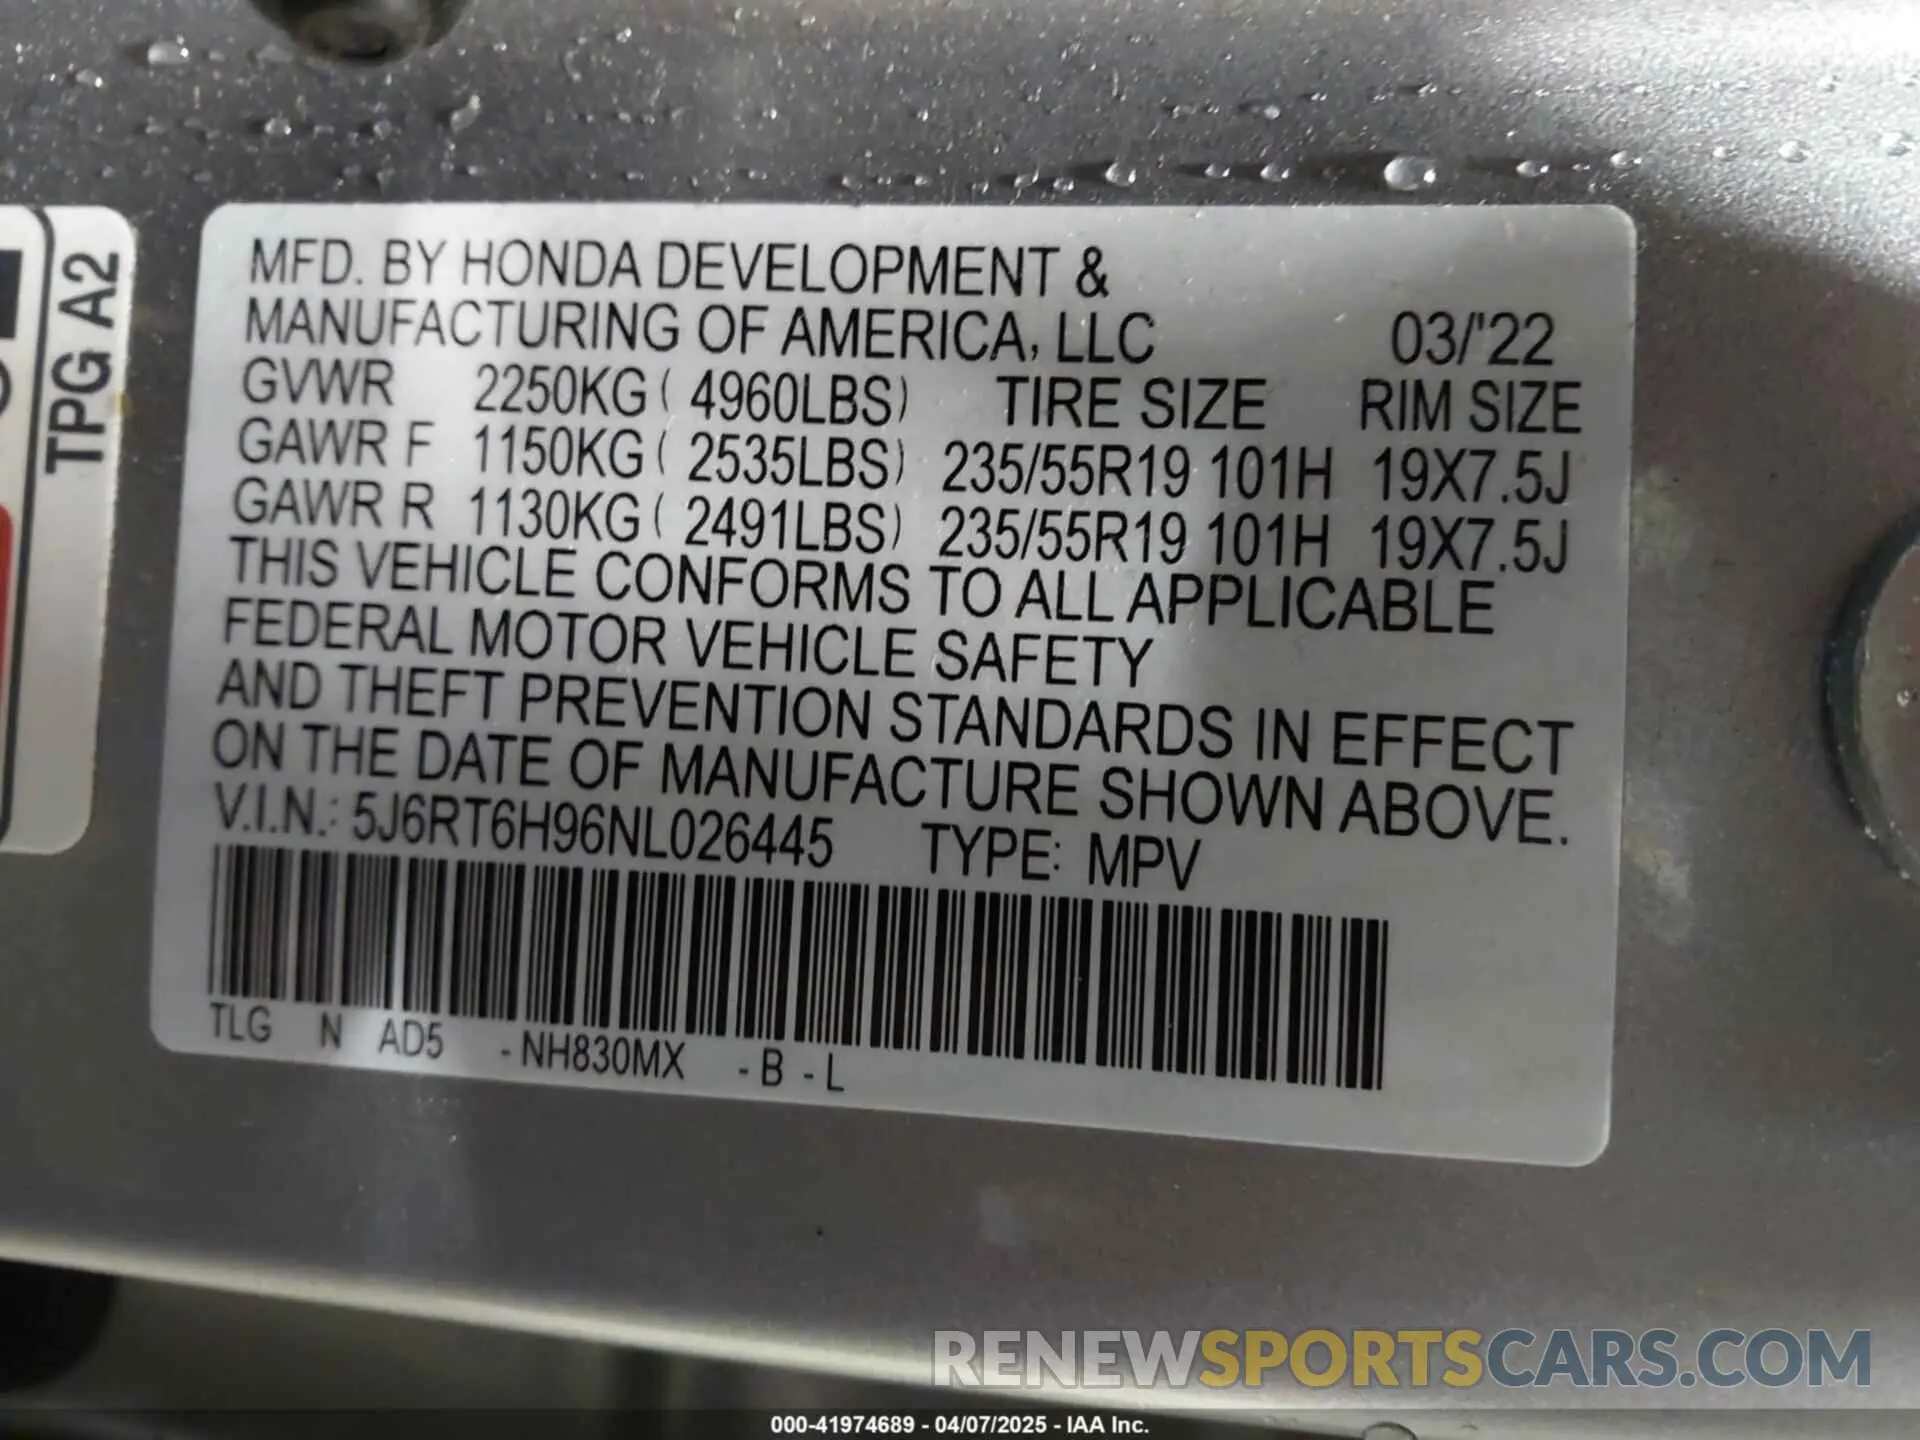 MFD. BY HONDA DEVELOPMENT &
MANUFACTURING OF AMERICA, LLC 03/'22
GVWR 2250KG ( 4960LBS) TIRE SIZE RIM SIZE
GAWR F 1150KG ( 2535LBS) 235/55R19 101H 19X7.5J
GAWR R 1130KG ( 2491LBS) 235/55R19 101H 19X7.5J
THIS VEHICLE CONFORMS TO ALL APPLICABLE
FEDERAL MOTOR VEHICLE SAFETY
AND THEFT PREVENTION STANDARDS IN EFFECT
ON THE DATE OF MANUFACTURE SHOWN ABOVE.
V.I.N.: 5J6RT6H96NL026445 TYPE: MPV
TLG N AD5 - NH830MX - B - L
TPG A2
RENEWSPORTSCARS.COM
000-41974689 - 04/07/2025 - IAA Inc.